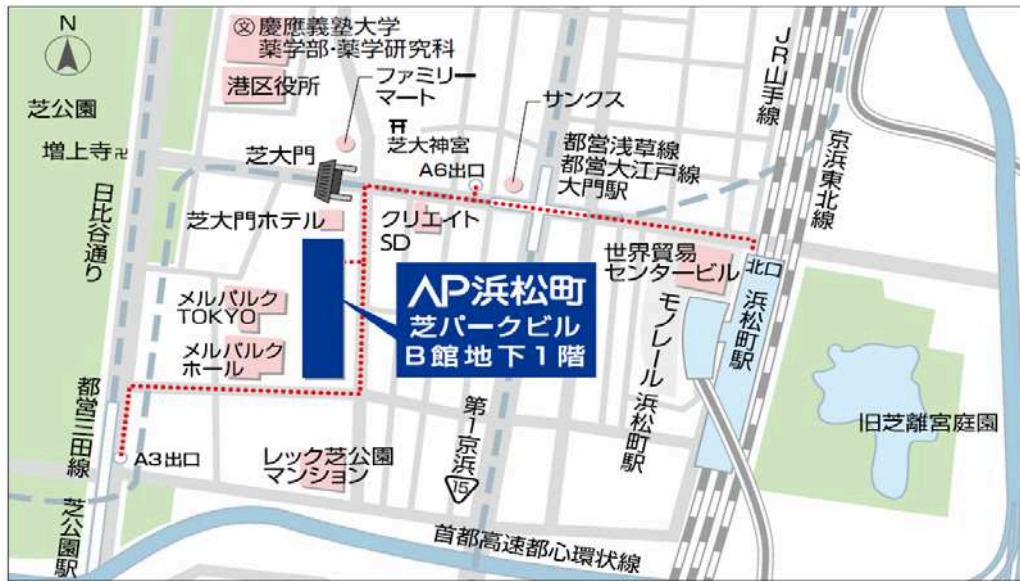 N
文 慶應義塾大学
薬学部・薬学研究科
港区役所
ファミリー
マート
サンクス
芝公園
芝大神宮
増上寺卍
芝大門
A6出口
都営浅草線
都営大江戸線
大門駅
JR山手線
京浜東北線
日比谷通り
芝大門ホテル
クリエイト
SD
世界貿易
センタービル
北口
浜松町駅
モノレール 浜松町駅
メルパルク
TOKYO
メルパルク
ホール
AP浜松町
芝パークビル
B館地下1階
旧芝離宮庭園
都営三田線
芝公園駅
A3出口
レック芝公園
マンション
第1京浜
15
首都高速都心環状線